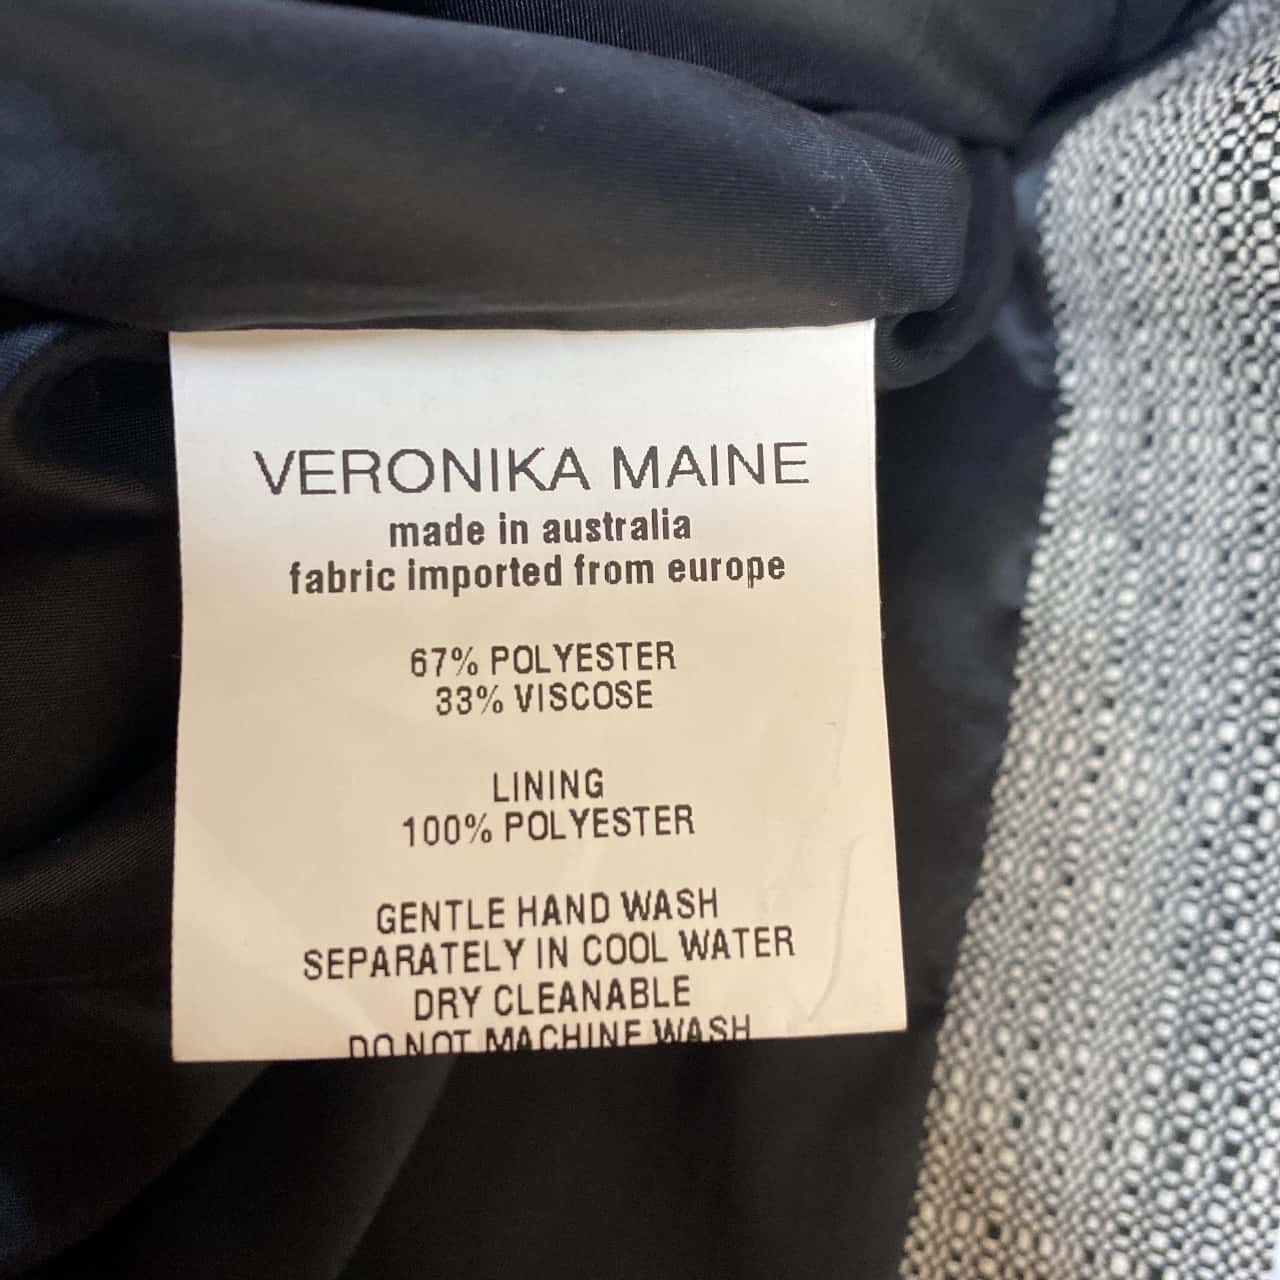 VERONIKA MAINE
made in australia
fabric imported from europe
67% POLYESTER
33% VISCOSE
LINING
100% POLYESTER
GENTLE HAND WASH
SEPARATELY IN COOL WATER
DRY CLEANABLE
DO NOT MACHINE WASH